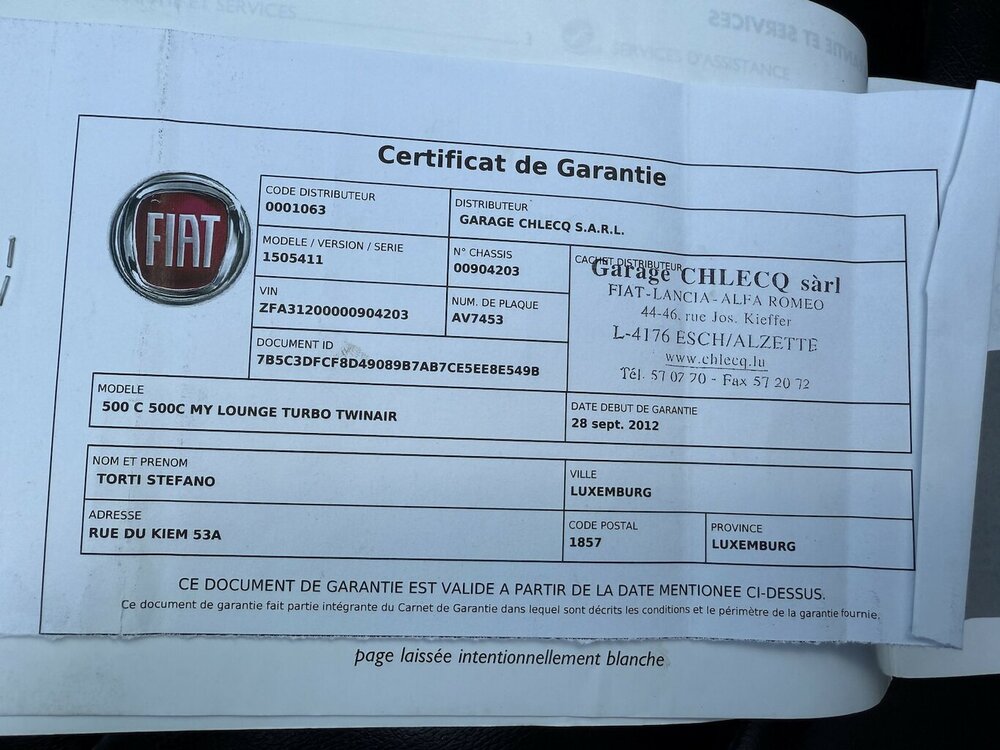 GARANTIE ET SERVICES
SERVICES D'ASSISTANCE
Certificat de Garantie
FIAT
CODE DISTRIBUTEUR
0001063
DISTRIBUTEUR
GARAGE CHLECQ S.A.R.L.
MODELE / VERSION / SERIE
1505411
N° CHASSIS
00904203
CACHET DISTRIBUTEUR
Garage CHLECQ sàrl
FIAT-LANCIA-ALFA ROMEO
44-46, rue Jos. Kieffer
L-4176 ESCH/ALZETTE
www.chlecq.lu
Tél. 57 07 70 - Fax 57 20 72
VIN
ZFA31200000904203
NUM. DE PLAQUE
AV7453
DOCUMENT ID
7B5C3DFCF8D49089B7AB7CE5EE8E549B
MODELE
500 C 500C MY LOUNGE TURBO TWINAIR
DATE DEBUT DE GARANTIE
28 sept. 2012
NOM ET PRENOM
TORTI STEFANO
VILLE
LUXEMBURG
ADRESSE
RUE DU KIEM 53A
CODE POSTAL
1857
PROVINCE
LUXEMBURG
CE DOCUMENT DE GARANTIE EST VALIDE A PARTIR DE LA DATE MENTIONEE CI-DESSUS.
Ce document de garantie fait partie intégrante du Carnet de Garantie dans lequel sont décrits les conditions et le périmètre de la garantie fournie.
page laissée intentionnellement blanche